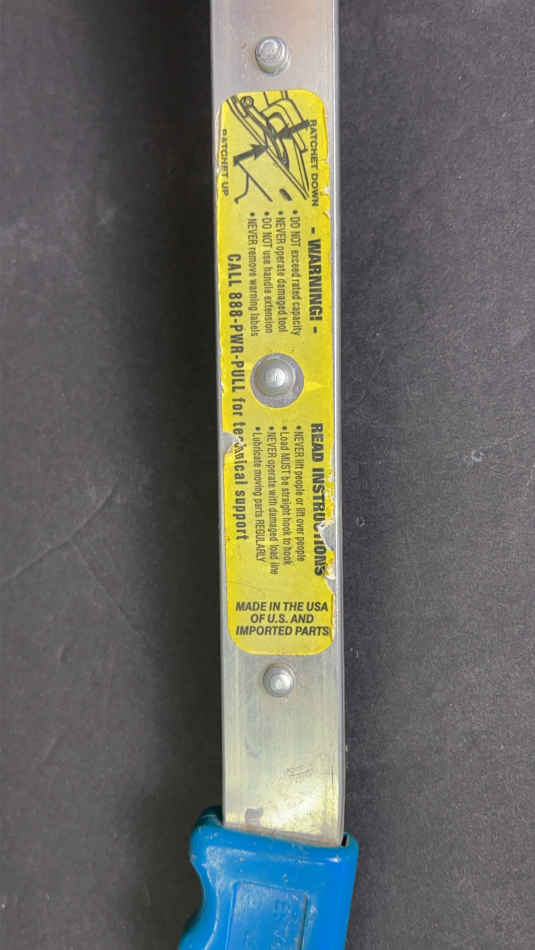 RATCHET DOWN
RATCHET UP
- WARNING! -
• DO NOT exceed rated capacity
• NEVER operate damaged tool
• DO NOT use handle extension
• NEVER remove warning labels
READ INSTRUCTIONS
• NEVER lift people or lift over people
• Load MUST be straight hook to hook
• NEVER operate with damaged load line
• Lubricate moving parts REGULARLY
CALL 888-PWR-PULL for technical support
MADE IN THE USA
OF U.S. AND
IMPORTED PARTS